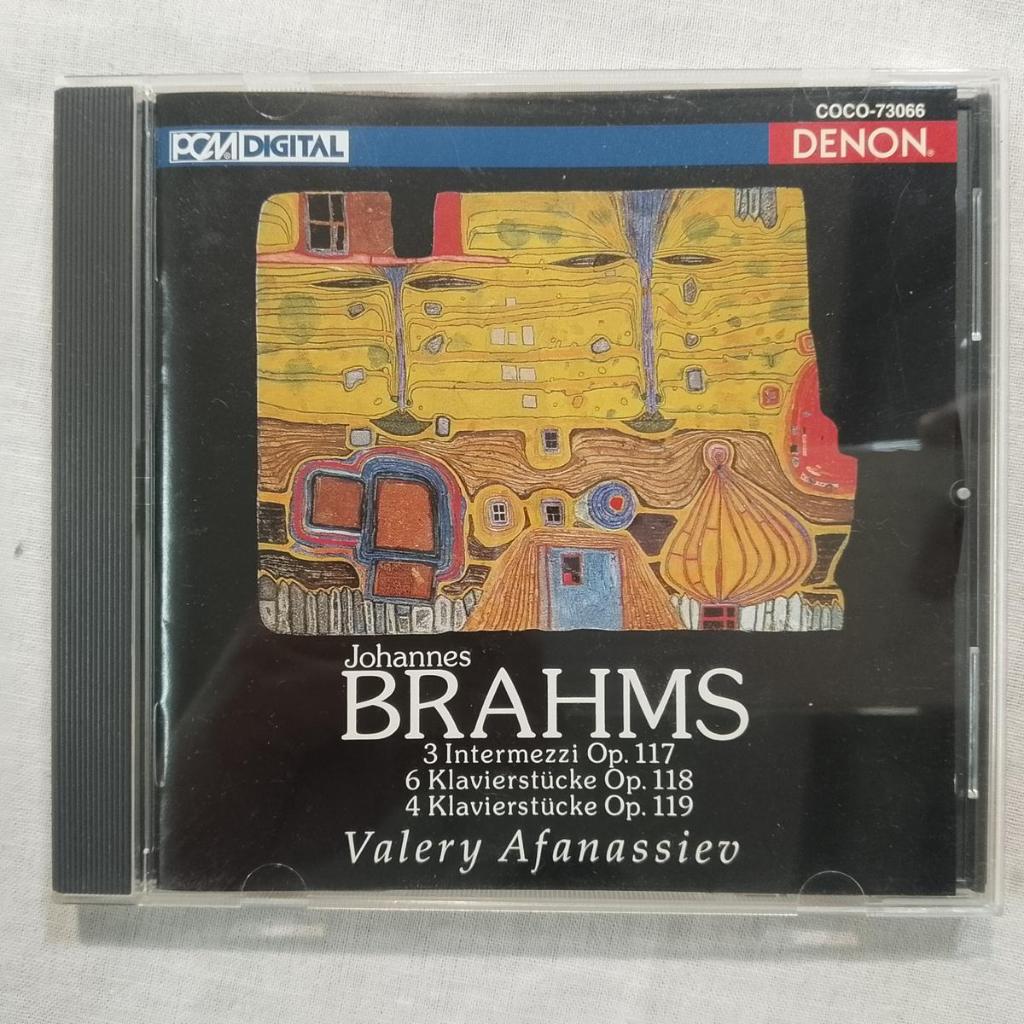 COCO-73066
PCM DIGITAL
DENON
Johannes
BRAHMS
3 Intermezzi Op. 117
6 Klavierstücke Op. 118
4 Klavierstücke Op. 119
Valery Afanassiev